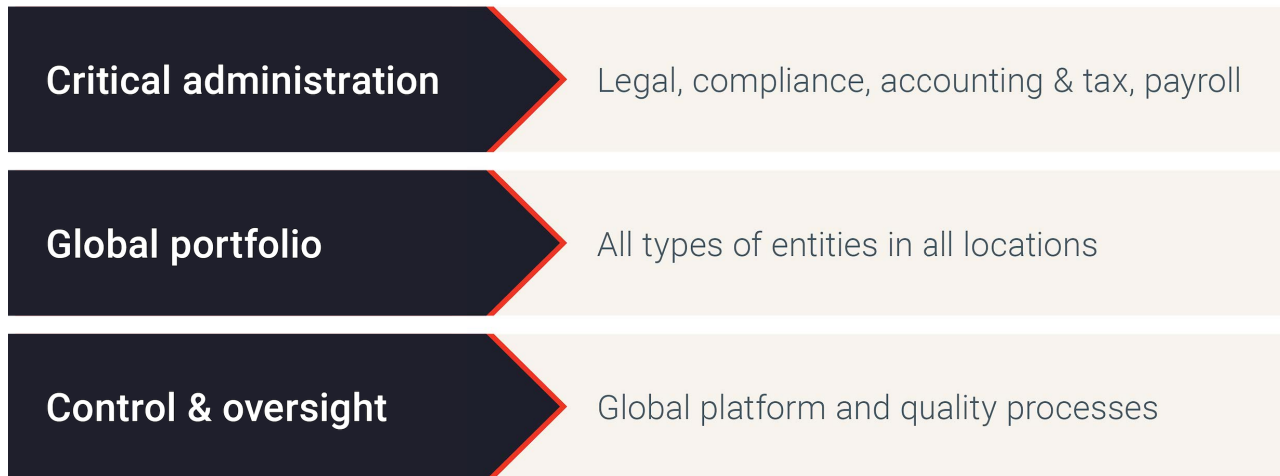 Critical administration
Legal, compliance, accounting & tax, payroll
Global portfolio
All types of entities in all locations
Control & oversight
Global platform and quality processes